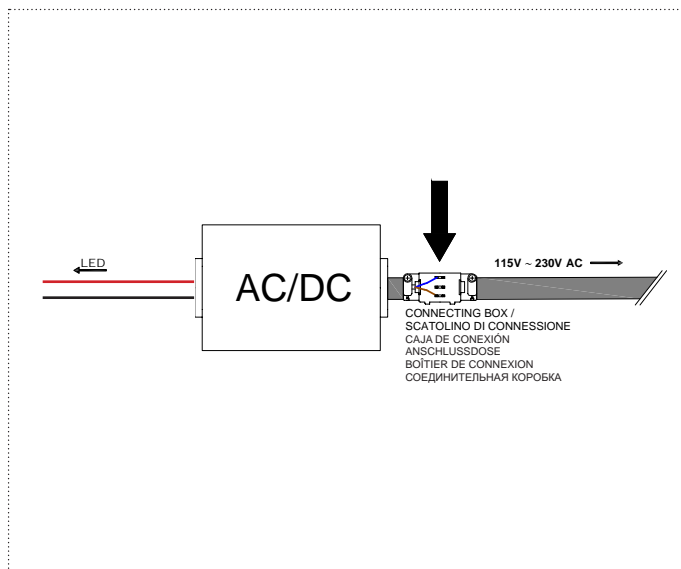 LED
AC/DC
115V ~ 230V AC
CONNECTING BOX /
SCATOLINO DI CONNESSIONE
CAJA DE CONEXIÓN
ANSCHLUSSDOSE
BOÎTIER DE CONNEXION
СОЕДИНИТЕЛЬНАЯ КОРОБКА